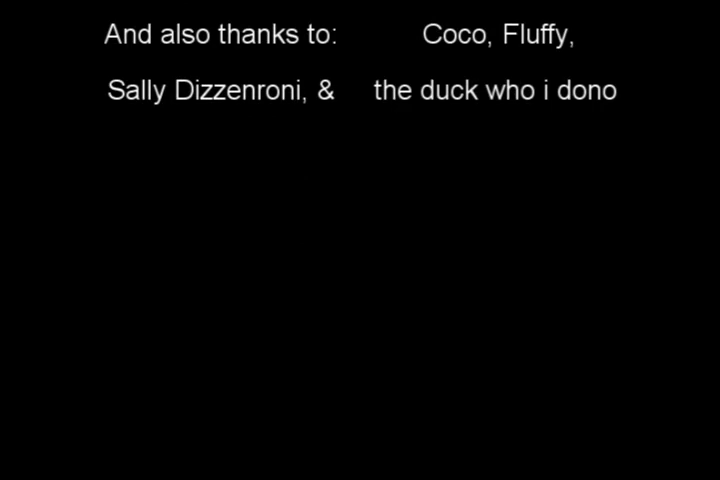 And also thanks to: Coco, Fluffy,
Sally Dizzenroni, & the duck who i dono